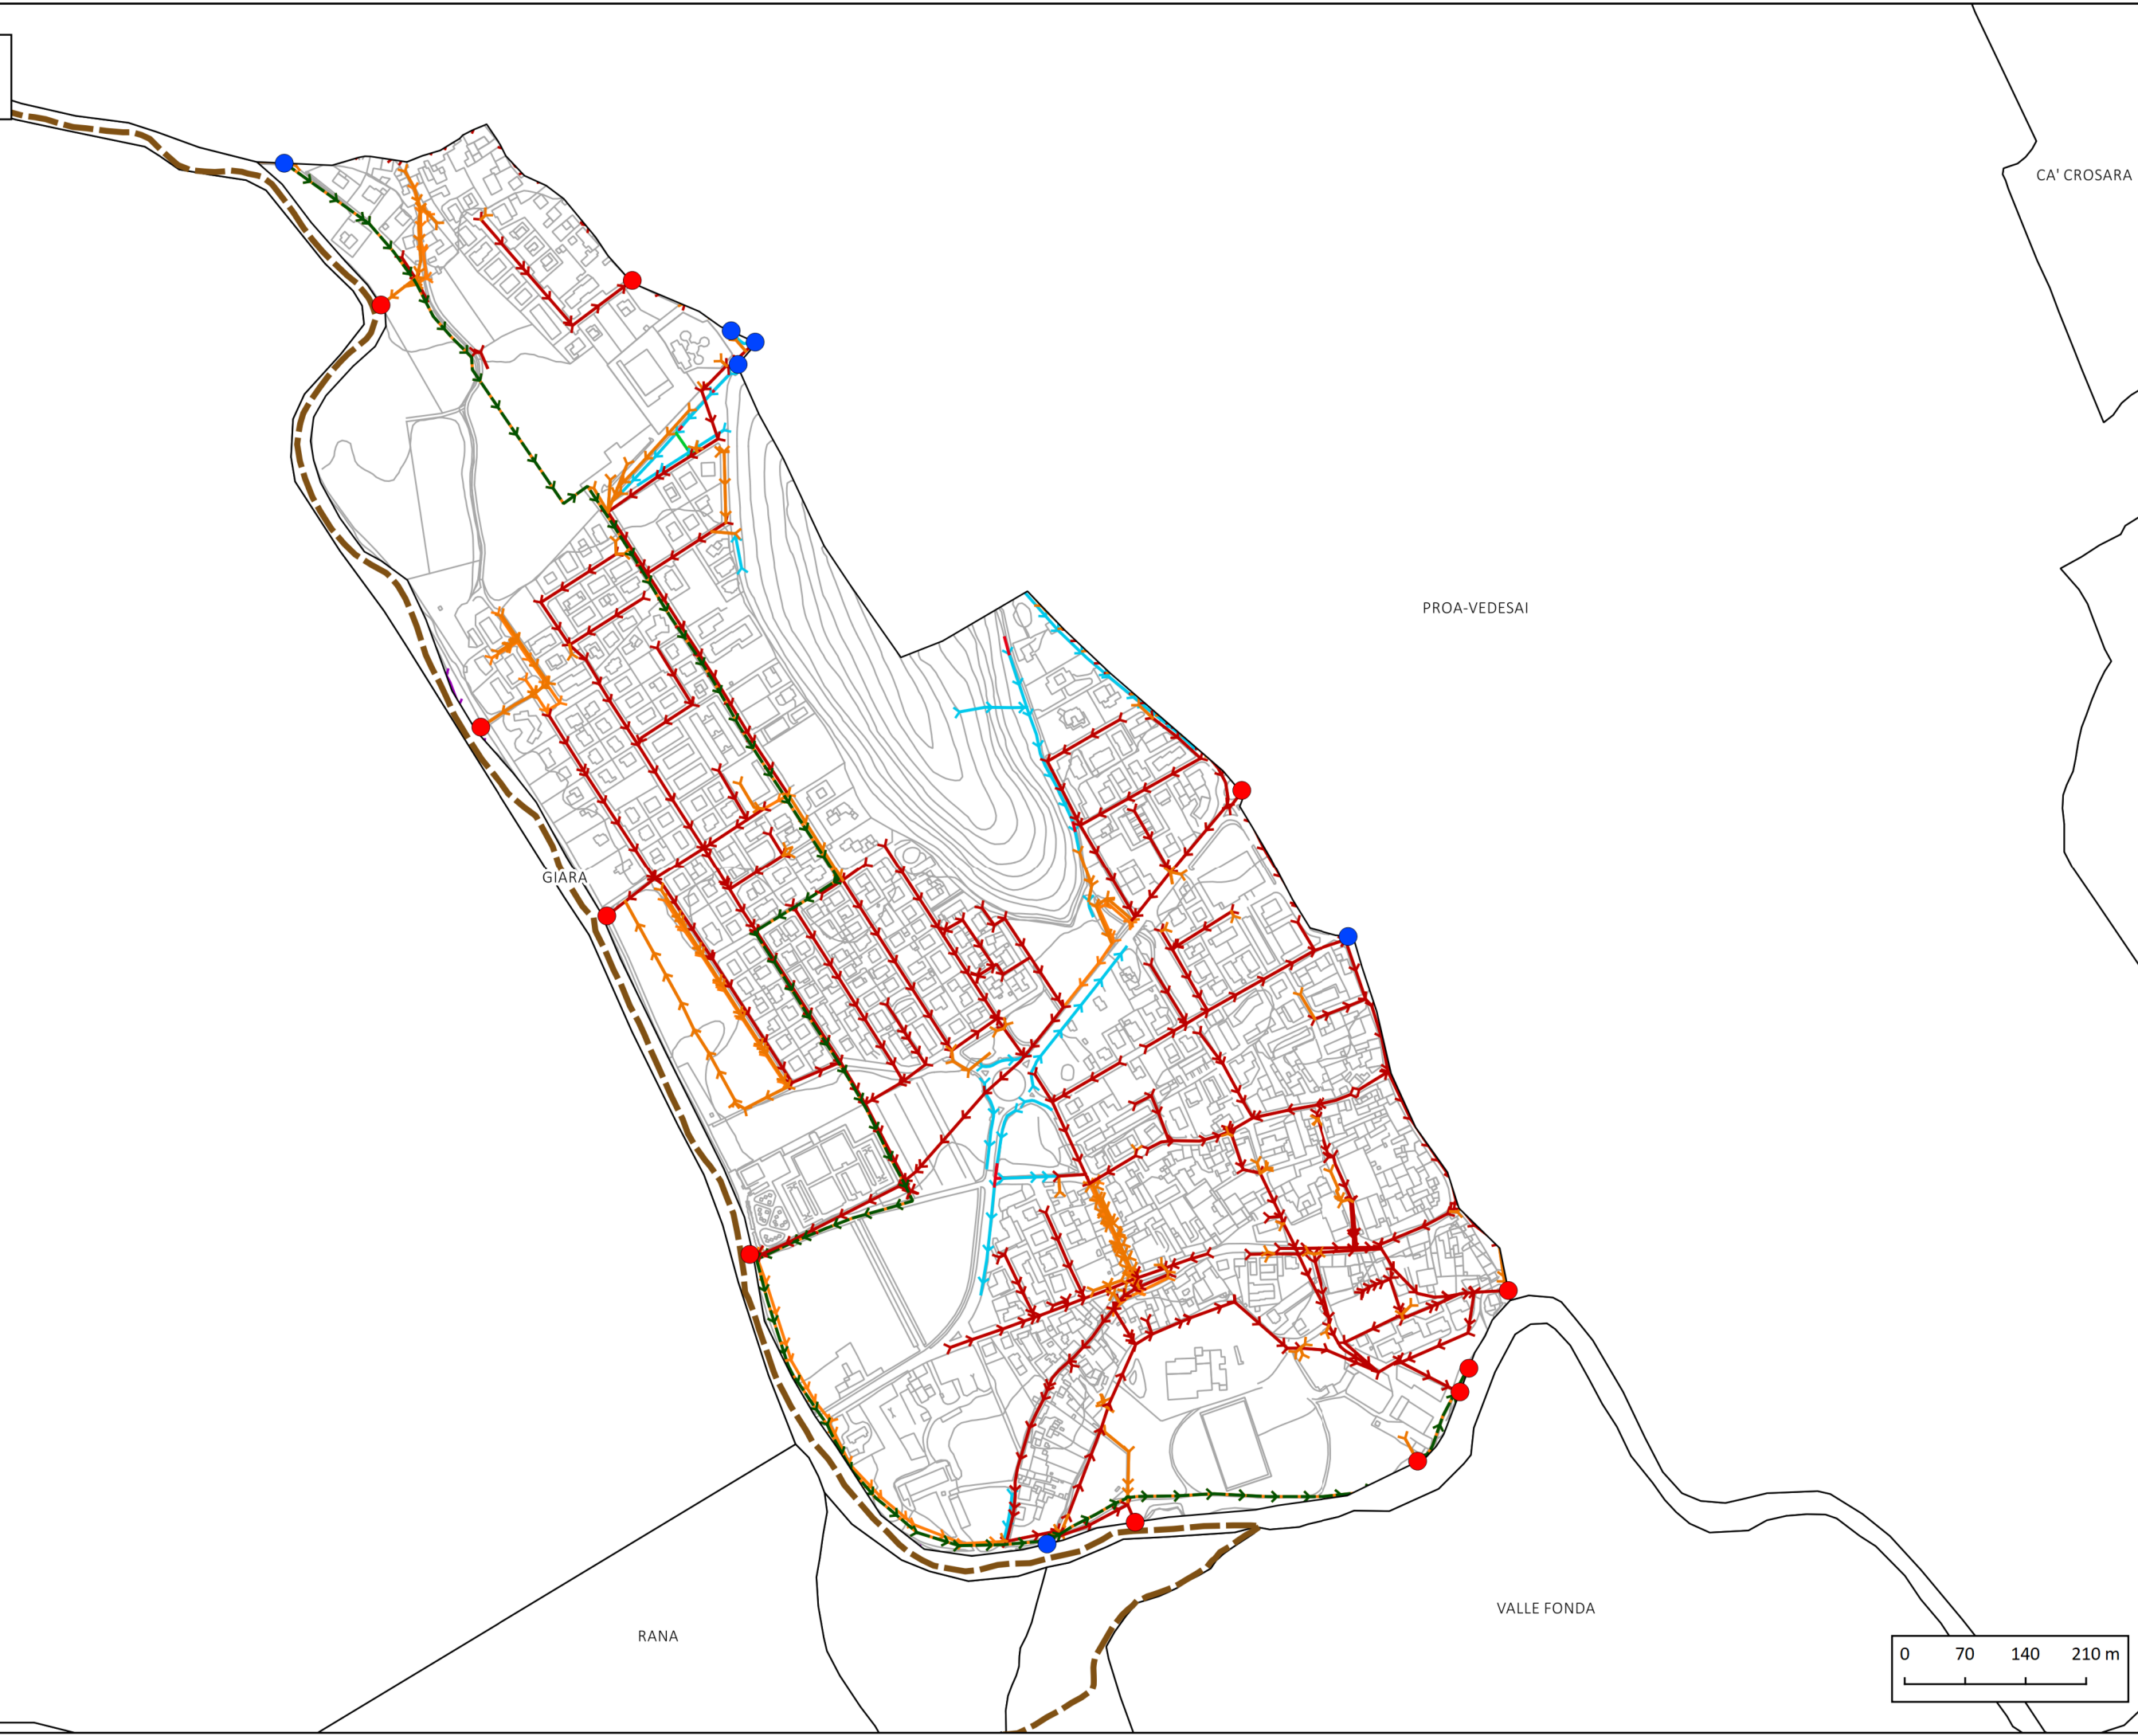 CA' CROSARA
PROA-VEDESAI
GIARA
VALLE FONDA
RANA
0 70 140 210 m